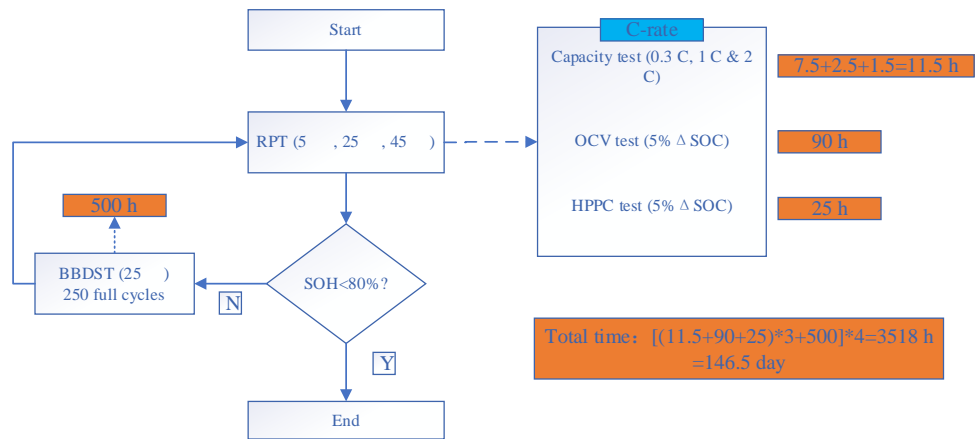 Start
RPT (5 , 25 , 45 )
500 h
BBDST (25 )
250 full cycles
N
SOH<80%?
Y
End
C-rate
Capacity test (0.3 C, 1 C & 2
C)
7.5+2.5+1.5=11.5 h
OCV test (5% Δ SOC)
90 h
HPPC test (5% Δ SOC)
25 h
Total time：[(11.5+90+25)*3+500]*4=3518 h
=146.5 day